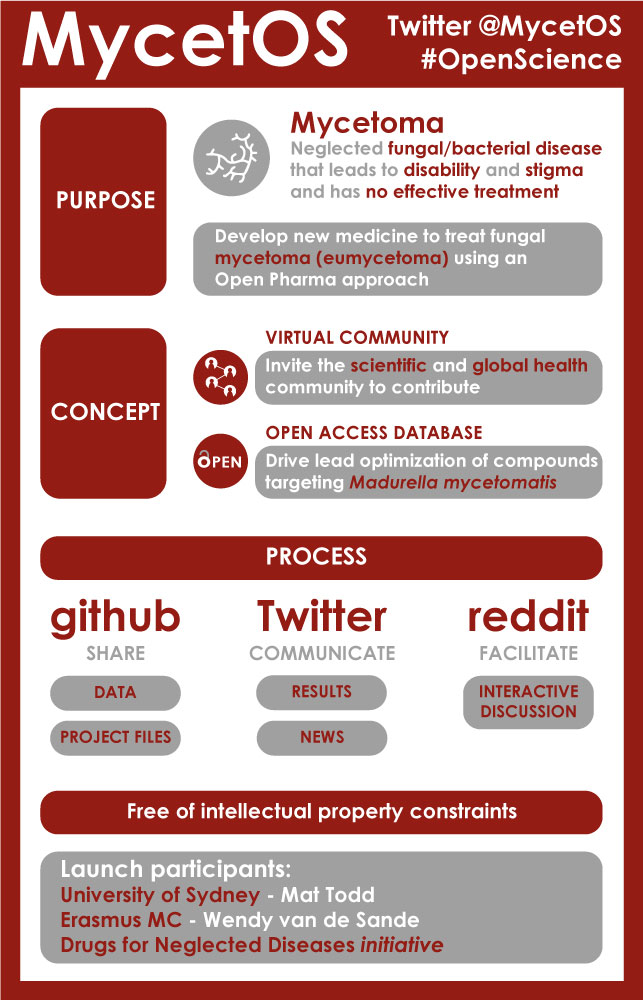 MycetOS
Twitter @MycetOS
#OpenScience
PURPOSE
Mycetoma
Neglected fungal/bacterial disease
that leads to disability and stigma
and has no effective treatment
Develop new medicine to treat fungal
mycetoma (eumycetoma) using an
Open Pharma approach
CONCEPT
VIRTUAL COMMUNITY
Invite the scientific and global health
community to contribute
OPEN
OPEN ACCESS DATABASE
Drive lead optimization of compounds
targeting Madurella mycetomatis
PROCESS
github
SHARE
DATA
PROJECT FILES
Twitter
COMMUNICATE
RESULTS
NEWS
reddit
FACILITATE
INTERACTIVE
DISCUSSION
Free of intellectual property constraints
Launch participants:
University of Sydney - Mat Todd
Erasmus MC - Wendy van de Sande
Drugs for Neglected Diseases initiative